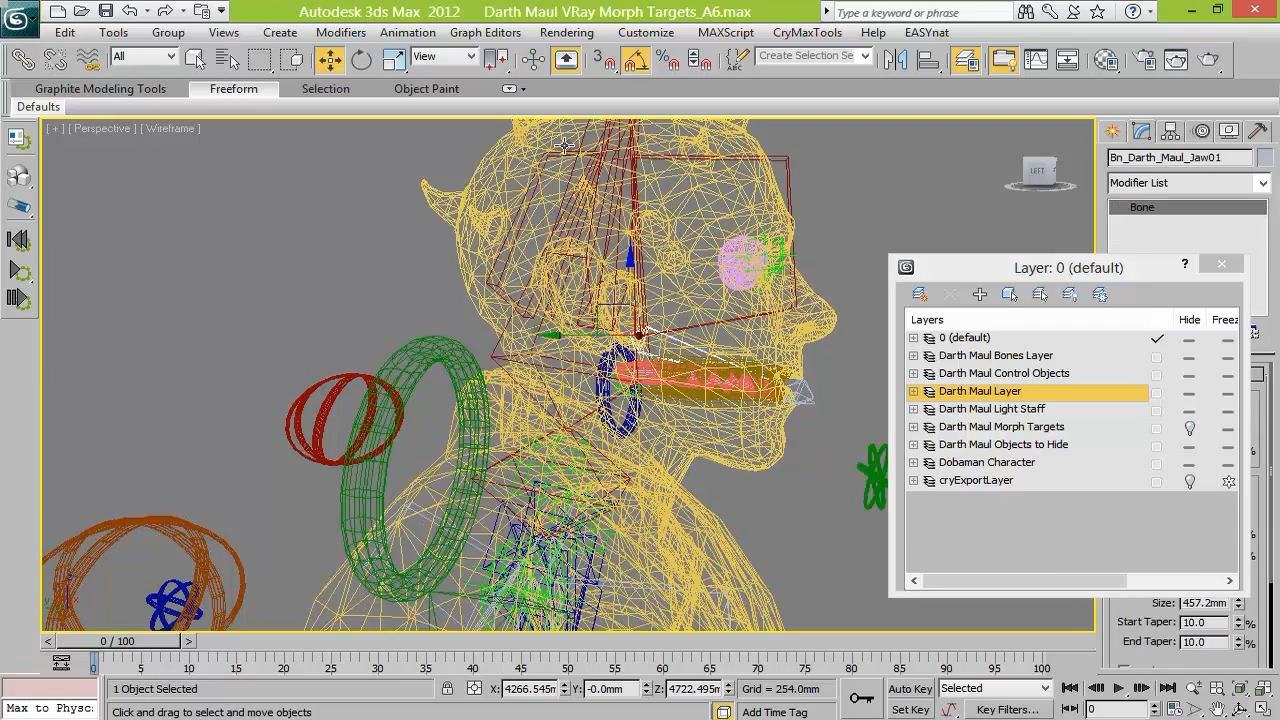 Autodesk 3ds Max 2012 Darth Maul VRay Morph Targets_A6.max
Type a keyword or phrase
Edit Tools Group Views Create Modifiers Animation Graph Editors Rendering Customize MAXScript CryMaxTools Help EASYnat
All View 3 Create Selection Se
Graphite Modeling Tools Freeform Selection Object Paint
Defaults
[ + ] [ Perspective ] [ Wireframe ]
LEFT
Bn_Darth_Maul_Jaw01
Modifier List
Bone
Layer: 0 (default) ?
Layers Hide Freez
0 (default)
Darth Maul Bones Layer
Darth Maul Control Objects
Darth Maul Layer
Darth Maul Light Staff
Darth Maul Morph Targets
Darth Maul Objects to Hide
Dobaman Character
cryExportLayer
Size: 457.2mm
Start Taper: 10.0 %
End Taper: 10.0 %
0 / 100
0 5 10 15 20 25 30 35 40 45 50 55 60 65 70 75 80 85 90 95 100
1 Object Selected X: 4266.545m Y: -0.0mm Z: 4722.495m Grid = 254.0mm Auto Key Selected
Max to Physc Click and drag to select and move objects Add Time Tag Set Key Key Filters... 0